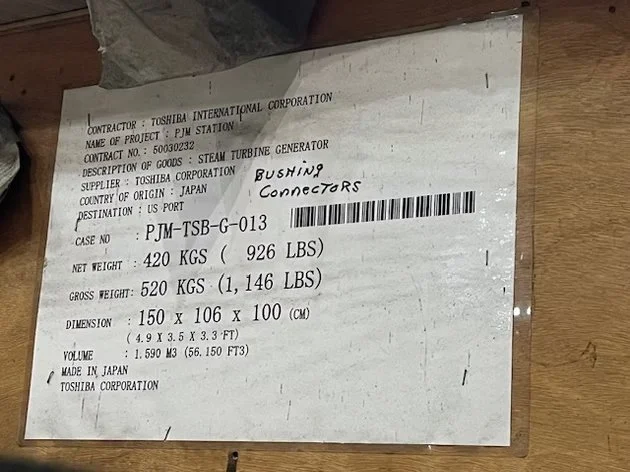 CONTRACTOR : TOSHIBA INTERNATIONAL CORPORATION
NAME OF PROJECT : PJM STATION
CONTRACT NO. : 50030232
DESCRIPTION OF GOODS : STEAM TURBINE GENERATOR
SUPPLIER : TOSHIBA CORPORATION
BUSHING
COUNTRY OF ORIGIN : JAPAN
CONNECTORS
DESTINATION : US PORT
CASE NO : PJM-TSB-G-013
NET WEIGHT : 420 KGS ( 926 LBS)
GROSS WEIGHT: 520 KGS (1,146 LBS)
DIMENSION : 150 x 106 x 100 (CM)
( 4.9 X 3.5 X 3.3 FT)
VOLUME : 1.590 M3 (56.150 FT3)
MADE IN JAPAN
TOSHIBA CORPORATION